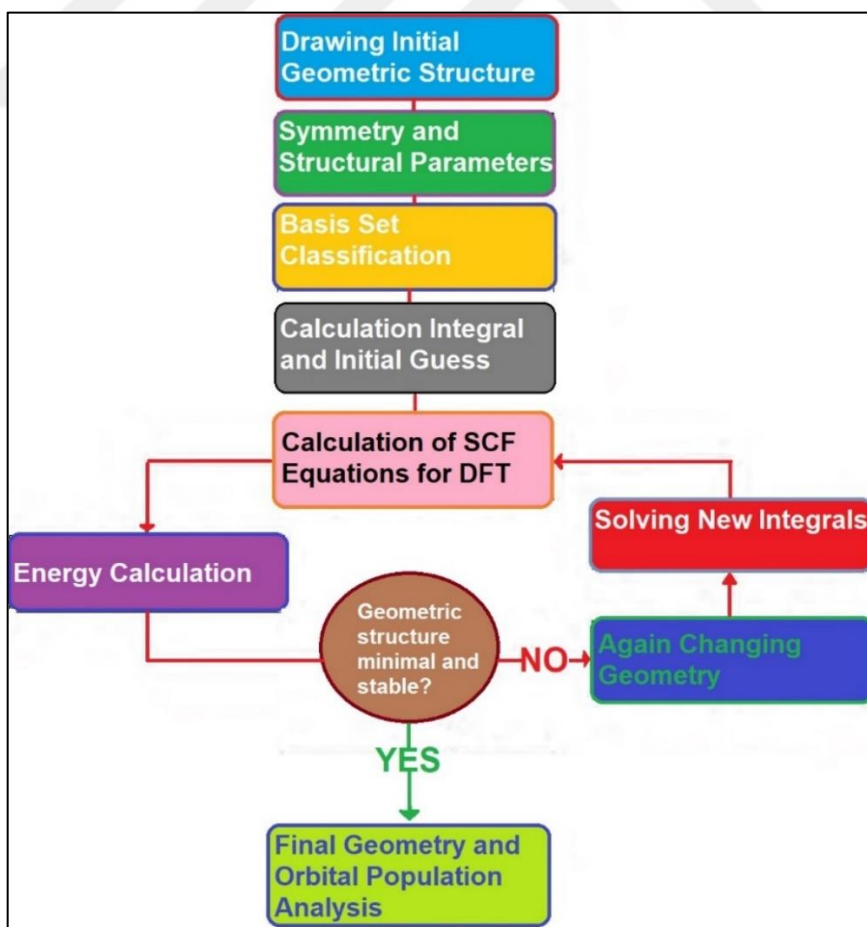 Drawing Initial
Geometric Structure
Symmetry and
Structural Parameters
Basis Set
Classification
Calculation Integral
and Initial Guess
Calculation of SCF
Equations for DFT
Solving New Integrals
Energy Calculation
Geometric
structure
minimal and
stable?
NO
Again Changing
Geometry
YES
Final Geometry and
Orbital Population
Analysis